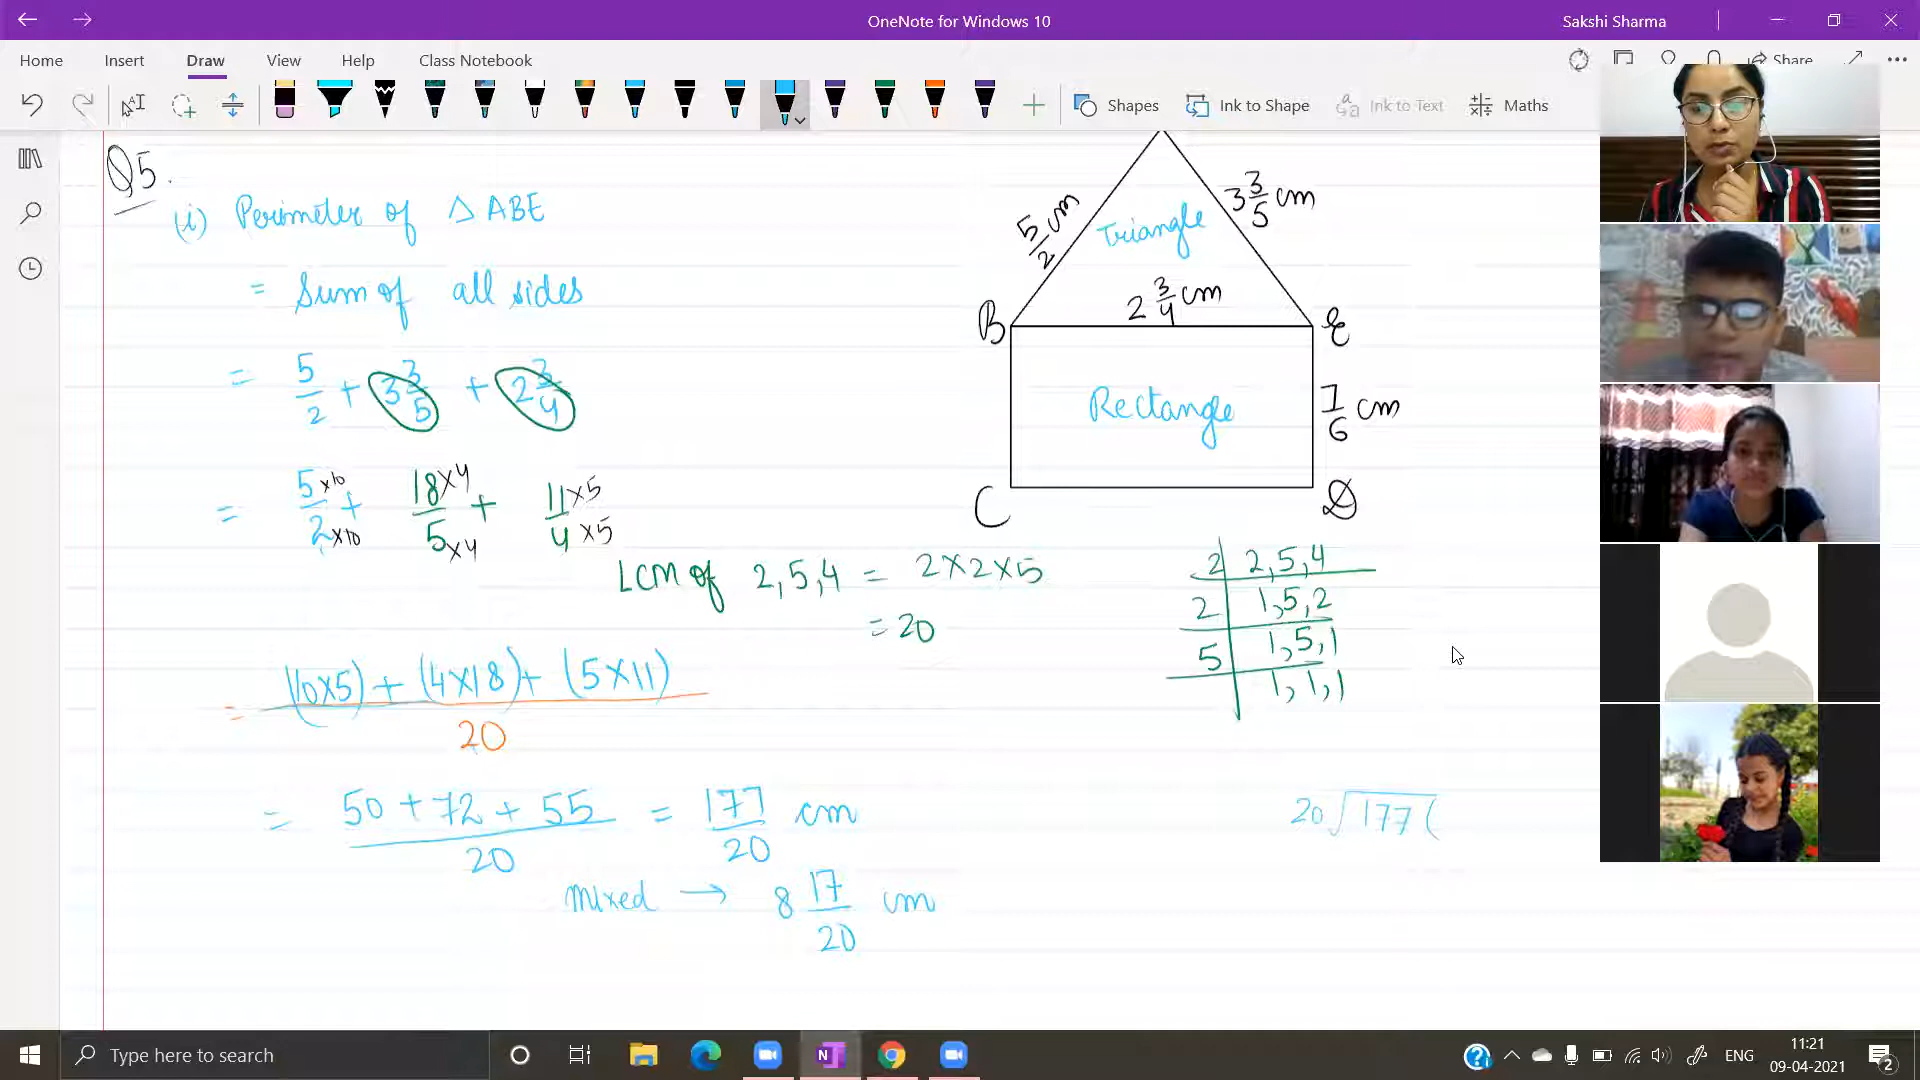 OneNote for Windows 10
Sakshi Sharma
Home Insert Draw View Help Class Notebook
Share
Shapes Ink to Shape Ink to Text Maths
Q5.
(i) Perimeter of △ ABE
= Sum of all sides
= 5/2 + 3 3/5 + 2 3/4
= 5×10/2×10 + 18×4/5×4 + 11×5/4×5
LCM of 2,5,4 = 2×2×5
= 20
= (10×5) + (4×18) + (5×11)
20
= 50 + 72 + 55 / 20 = 177/20 cm
Mixed → 8 17/20 cm
5/2 cm
Triangle
3 3/5 cm
2 3/4 cm
B
E
Rectangle
7/6 cm
C
D
2 | 2,5,4
2 | 1,5,2
5 | 1,5,1
| 1,1,1
20√177(
Type here to search
ENG
11:21
09-04-2021
2